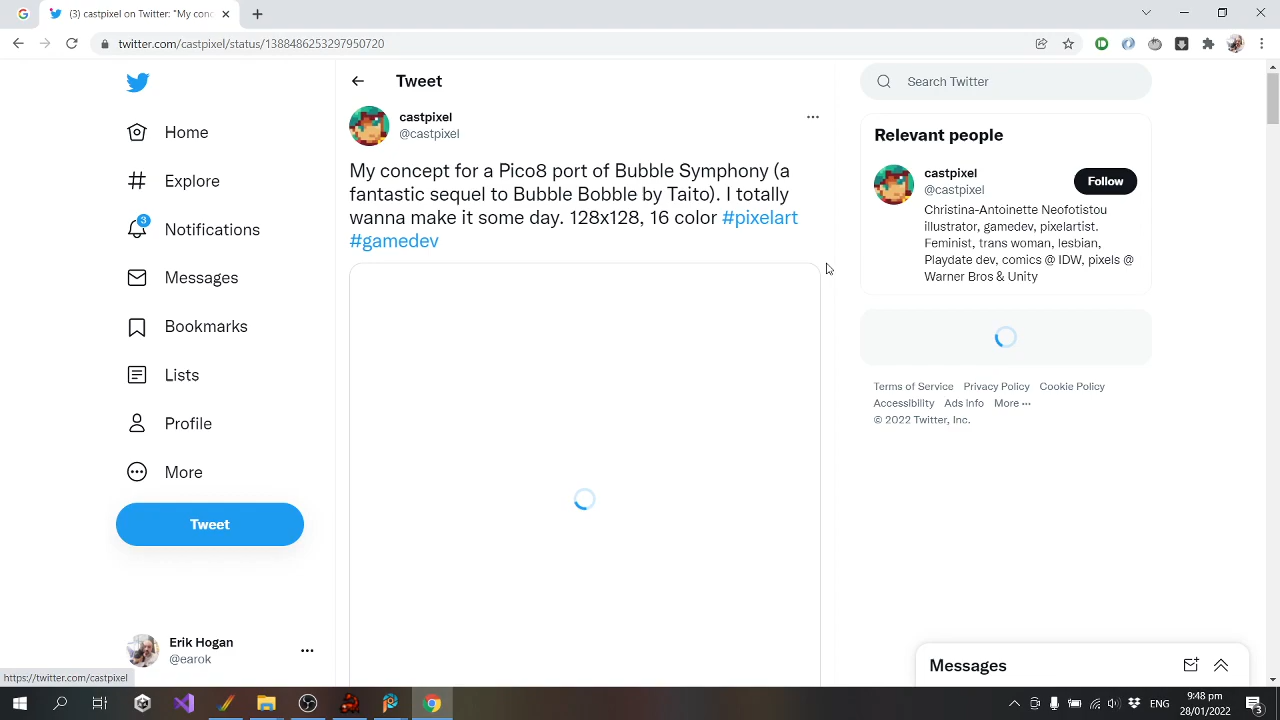 (3) castpixel on Twitter: "My conc
twitter.com/castpixel/status/1388486253297950720
Home
Explore
3
Notifications
Messages
Bookmarks
Lists
Profile
More
Tweet
Erik Hogan
@earok
https://twitter.com/castpixel
Tweet
castpixel
@castpixel
My concept for a Pico8 port of Bubble Symphony (a
fantastic sequel to Bubble Bobble by Taito). I totally
wanna make it some day. 128x128, 16 color #pixelart
#gamedev
Search Twitter
Relevant people
castpixel
@castpixel
Follow
Christina-Antoinette Neofotistou
illustrator, gamedev, pixelartist.
Feminist, trans woman, lesbian,
Playdate dev, comics @ IDW, pixels @
Warner Bros & Unity
Terms of Service Privacy Policy Cookie Policy
Accessibility Ads info More ···
© 2022 Twitter, Inc.
Messages
ENG
9:48 pm
28/01/2022
3